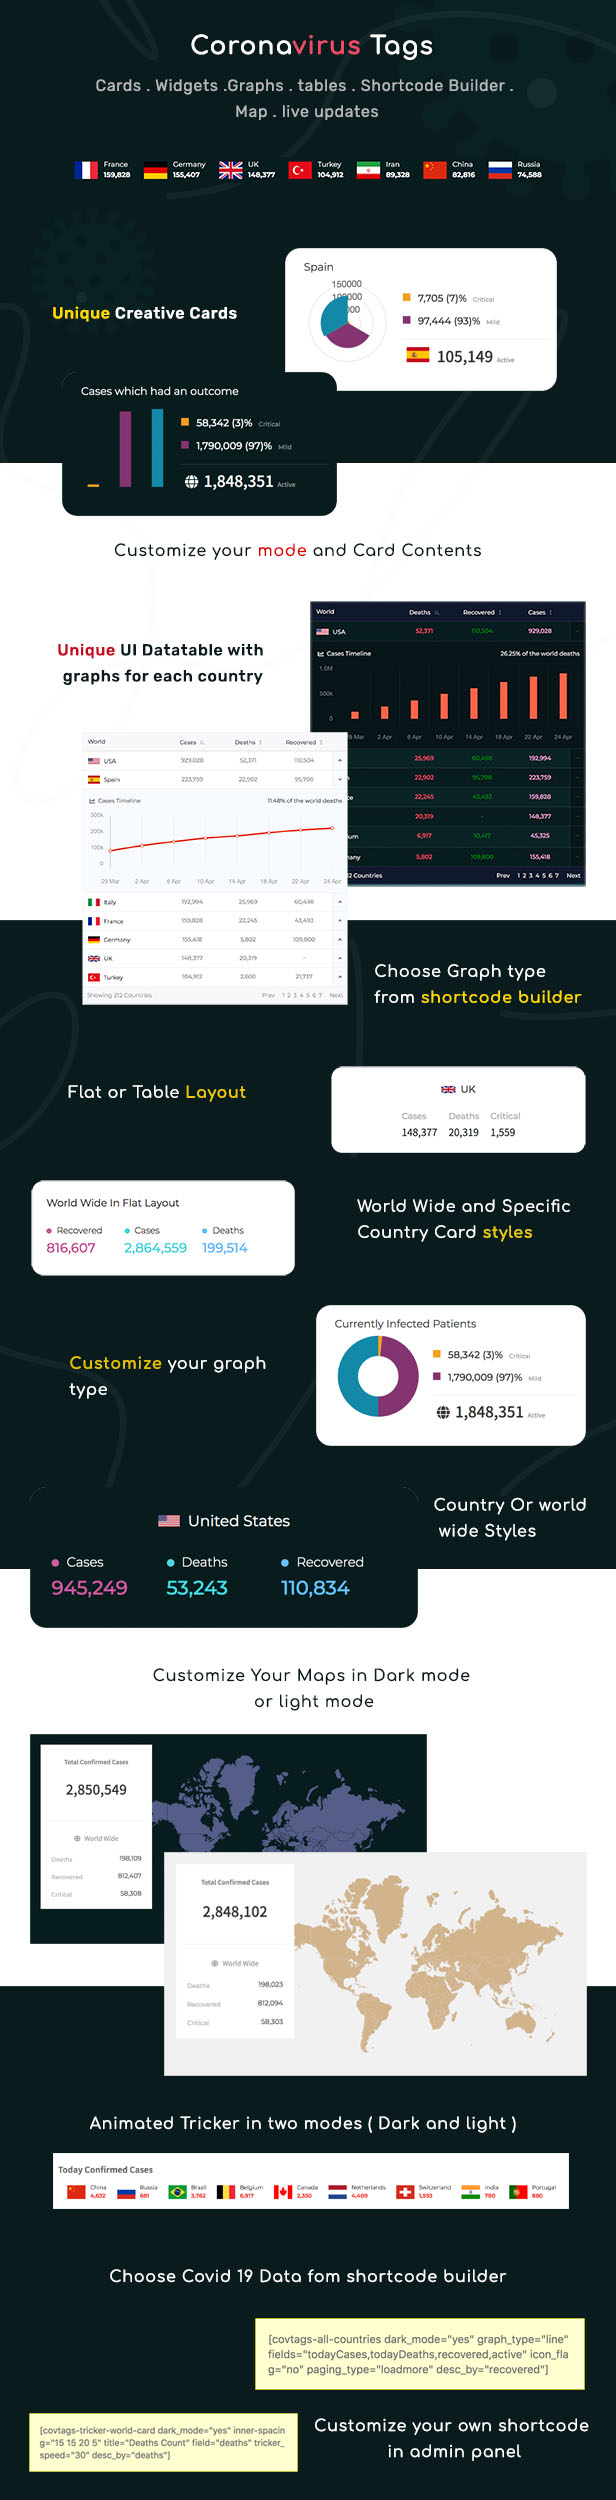 Coronavirus Tags
Cards . Widgets .Graphs . tables . Shortcode Builder .
Map . live updates
France Germany UK Turkey Iran China Russia
159,828 155,407 148,377 104,912 89,328 82,816 74,588
Spain
150000
7,705 (7)% Critical
97,444 (93)% Mild
105,149 Active
Unique Creative Cards
Cases which had an outcome
58,342 (3)% Critical
1,790,009 (97)% Mild
1,848,351 Active
Customize your mode and Card Contents
Unique UI Datatable with
graphs for each country
World Deaths Recovered Cases
USA 52,371 110,504 929,028
Cases Timeline 26.25% of the world deaths
1.0M
500k
0
9 Mar 2 Apr 6 Apr 10 Apr 14 Apr 18 Apr 22 Apr 24 Apr
25,969 60,498 192,994
22,902 95,708 223,759
22,245 43,493 159,828
20,319 - 148,377
6,917 10,417 45,325
5,802 109,800 155,418
12 Countries Prev 1 2 3 4 5 6 7 Next
World Cases Deaths Recovered
USA 929,028 52,371 110,504
Spain 223,759 22,902 95,708
Cases Timeline 11.48% of the world deaths
300k
200k
100k
0
29 Mar 2 Apr 6 Apr 10 Apr 14 Apr 18 Apr 22 Apr 24 Apr
Italy 192,994 25,969 60,498
France 159,828 22,245 43,493
Germany 155,418 5,802 109,800
UK 148,377 20,319 -
Turkey 104,912 2,600 21,737
Showing 212 Countries Prev 1 2 3 4 5 6 7 Next
Choose Graph type
from shortcode builder
Flat or Table Layout
UK
Cases Deaths Critical
148,377 20,319 1,559
World Wide In Flat Layout
Recovered Cases Deaths
816,607 2,864,559 199,514
World Wide and Specific
Country Card styles
Currently Infected Patients
58,342 (3)% Critical
1,790,009 (97)% Mild
1,848,351 Active
Customize your graph
type
Country Or world
wide Styles
United States
Cases Deaths Recovered
945,249 53,243 110,834
Customize Your Maps in Dark mode
or light mode
Total Confirmed Cases
2,850,549
World Wide
Deaths 198,109
Recovered 812,407
Critical 58,308
Total Confirmed Cases
2,848,102
World Wide
Deaths 198,023
Recovered 812,094
Critical 58,303
Animated Tricker in two modes ( Dark and light )
Today Confirmed Cases
China Russia Brazil Belgium Canada Netherlands Switzerland India Portugal
4,632 681 3,762 6,917 2,350 4,409 1,593 780 880
Choose Covid 19 Data fom shortcode builder
[covtags-all-countries dark_mode="yes" graph_type="line"
fields="todayCases,todayDeaths,recovered,active" icon_fla
g="no" paging_type="loadmore" desc_by="recovered"]
[covtags-tricker-world-card dark_mode="yes" inner-spacin
g="15 15 20 5" title="Deaths Count" field="deaths" tricker_
speed="30" desc_by="deaths"]
Customize your own shortcode
in admin panel